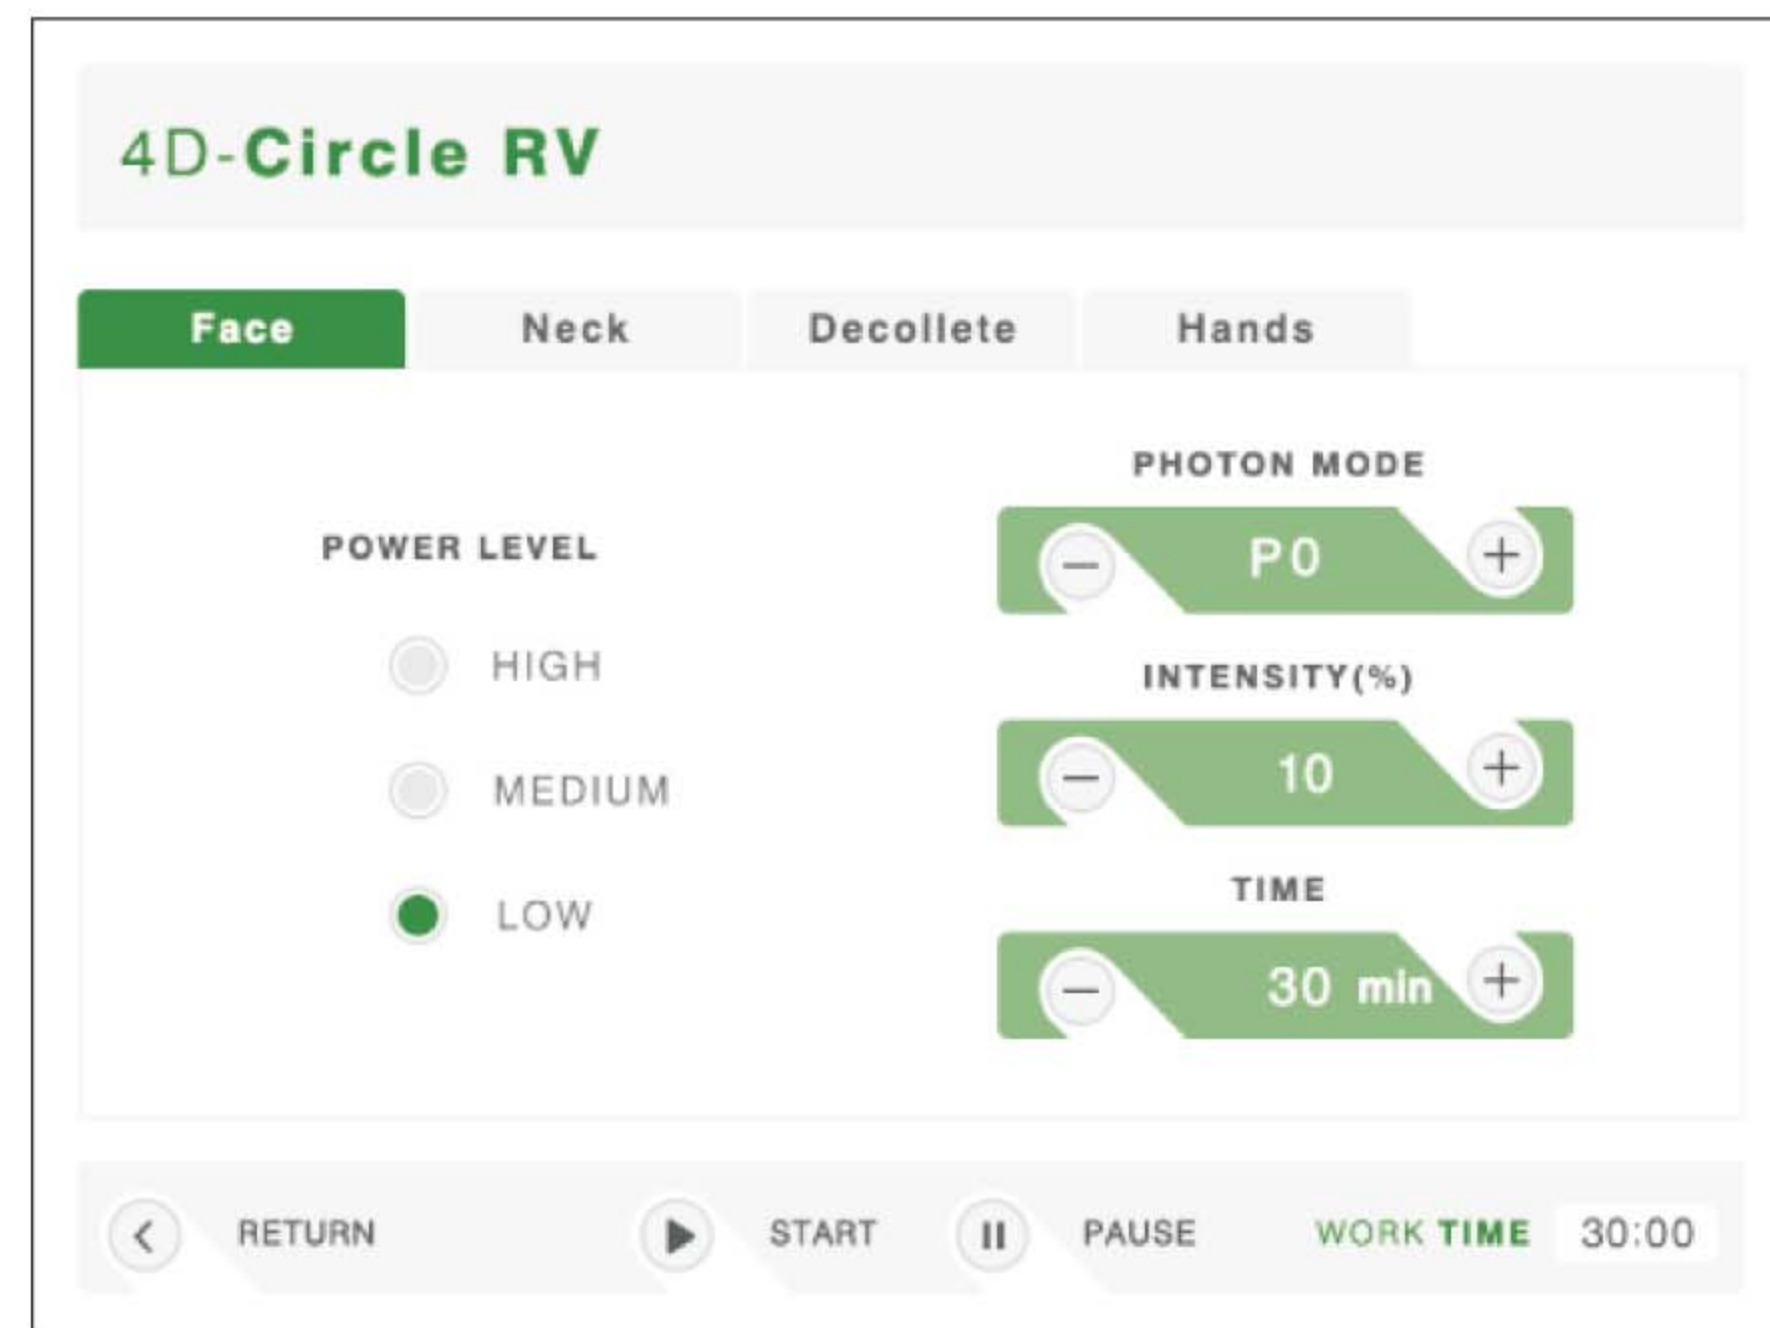 4D-Circle RV
Face Neck Decollete Hands
POWER LEVEL
HIGH
MEDIUM
LOW
PHOTON MODE
− P0 +
INTENSITY(%)
− 10 +
TIME
− 30 min +
RETURN START PAUSE WORK TIME 30:00